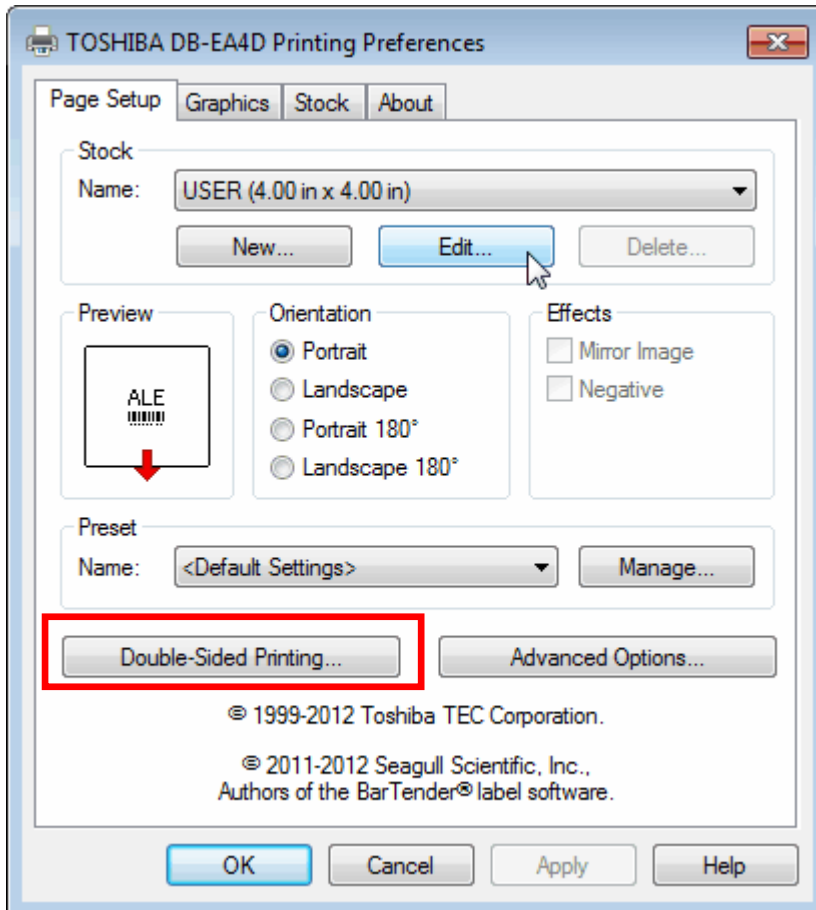 TOSHIBA DB-EA4D Printing Preferences
Page Setup Graphics Stock About
Stock
Name: USER (4.00 in x 4.00 in)
New... Edit... Delete...
Preview
ALE
Orientation
Portrait
Landscape
Portrait 180°
Landscape 180°
Effects
Mirror Image
Negative
Preset
Name: <Default Settings> Manage...
Double-Sided Printing... Advanced Options...
© 1999-2012 Toshiba TEC Corporation.
© 2011-2012 Seagull Scientific, Inc.,
Authors of the BarTender® label software.
OK Cancel Apply Help